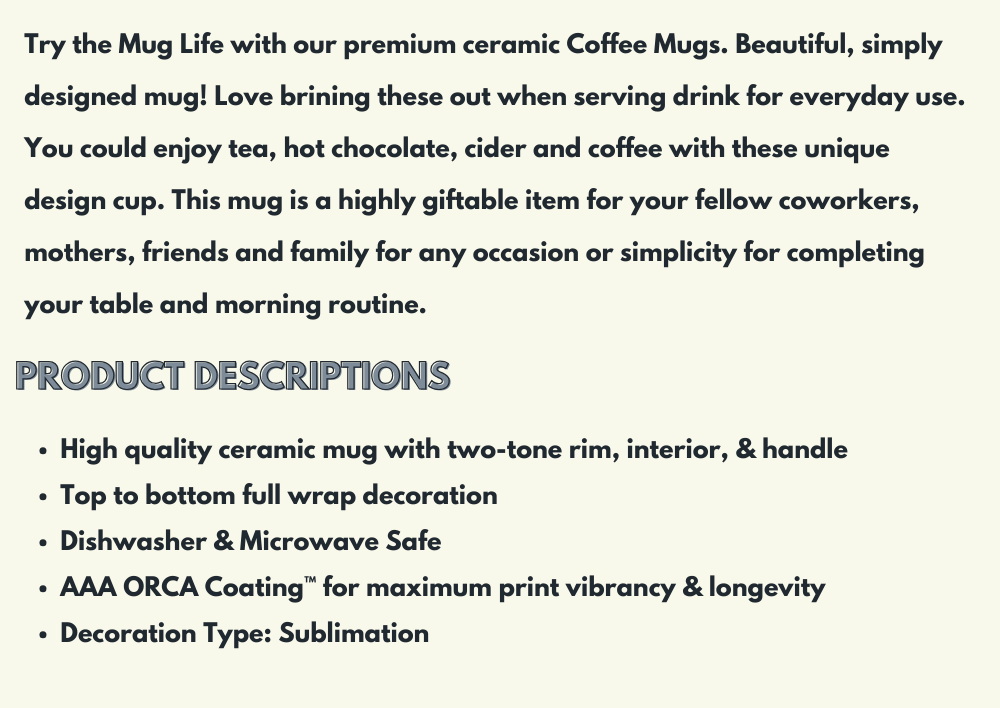 Try the Mug Life with our premium ceramic Coffee Mugs. Beautiful, simply
designed mug! Love brining these out when serving drink for everyday use.
You could enjoy tea, hot chocolate, cider and coffee with these unique
design cup. This mug is a highly giftable item for your fellow coworkers,
mothers, friends and family for any occasion or simplicity for completing
your table and morning routine.
PRODUCT DESCRIPTIONS
• High quality ceramic mug with two-tone rim, interior, & handle
• Top to bottom full wrap decoration
• Dishwasher & Microwave Safe
• AAA ORCA Coating™ for maximum print vibrancy & longevity
• Decoration Type: Sublimation